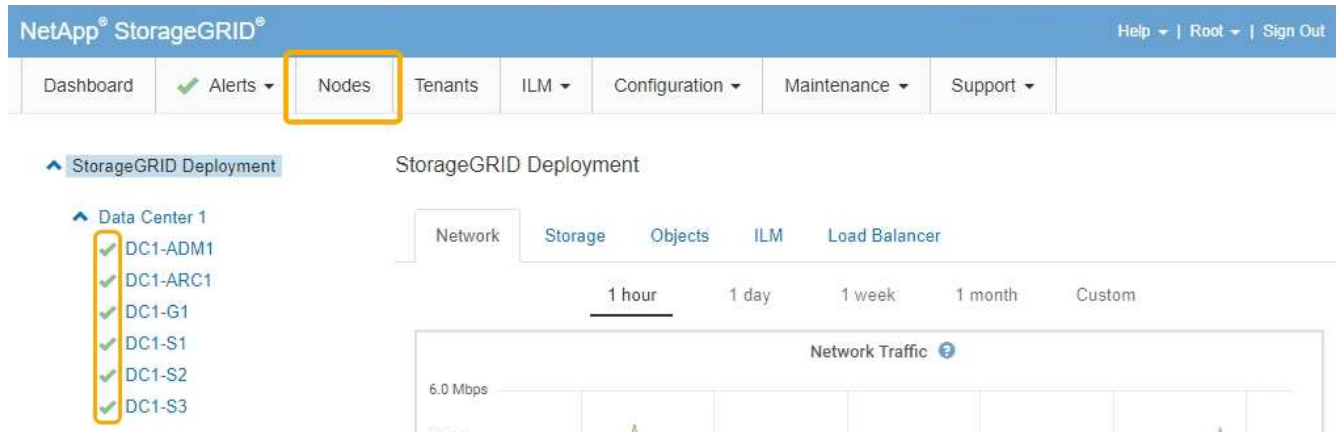 NetApp® StorageGRID®
Help | Root | Sign Out
Dashboard Alerts Nodes Tenants ILM Configuration Maintenance Support
StorageGRID Deployment
StorageGRID Deployment
Data Center 1
Network Storage Objects ILM Load Balancer
DC1-ADM1
DC1-ARC1
1 hour 1 day 1 week 1 month Custom
DC1-G1
DC1-S1
Network Traffic
DC1-S2
6.0 Mbps
DC1-S3